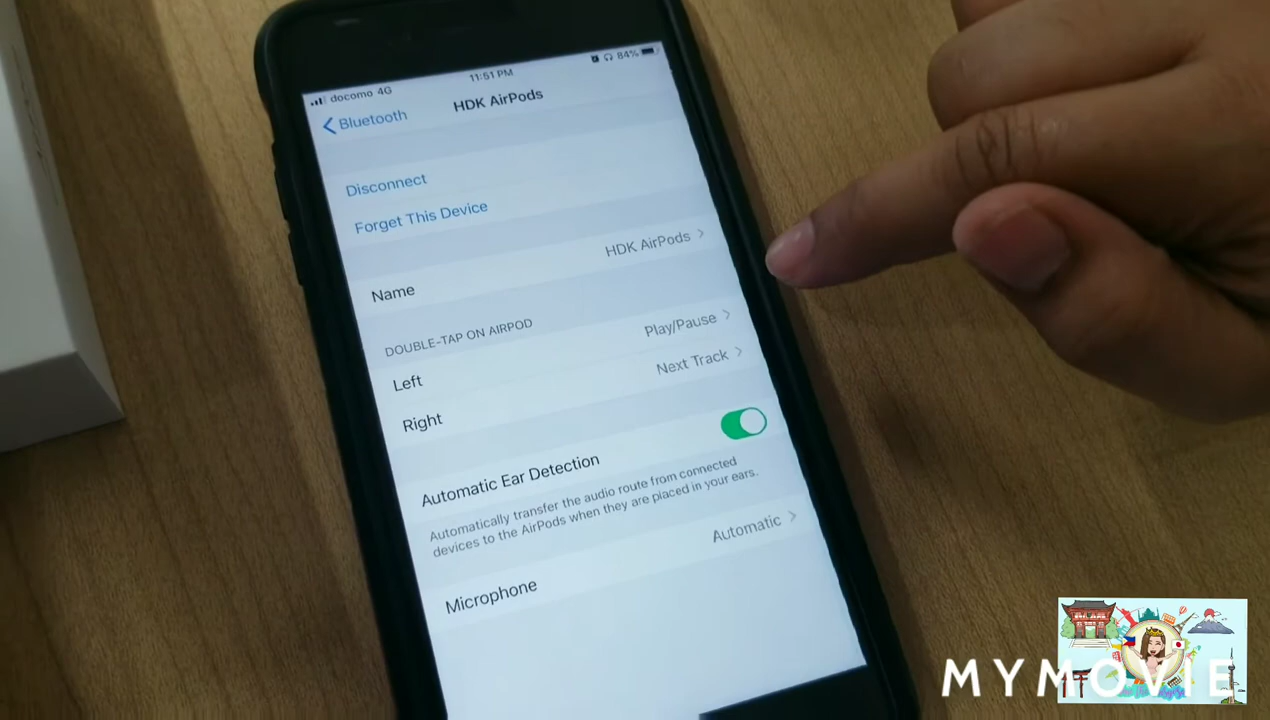 docomo 4G 11:51 PM 84%
Bluetooth HDK AirPods
Disconnect
Forget This Device
Name HDK AirPods
DOUBLE-TAP ON AIRPOD
Left Play/Pause
Right Next Track
Automatic Ear Detection
Automatically transfer the audio route from connected
devices to the AirPods when they are placed in your ears.
Microphone Automatic
MYMOVIE